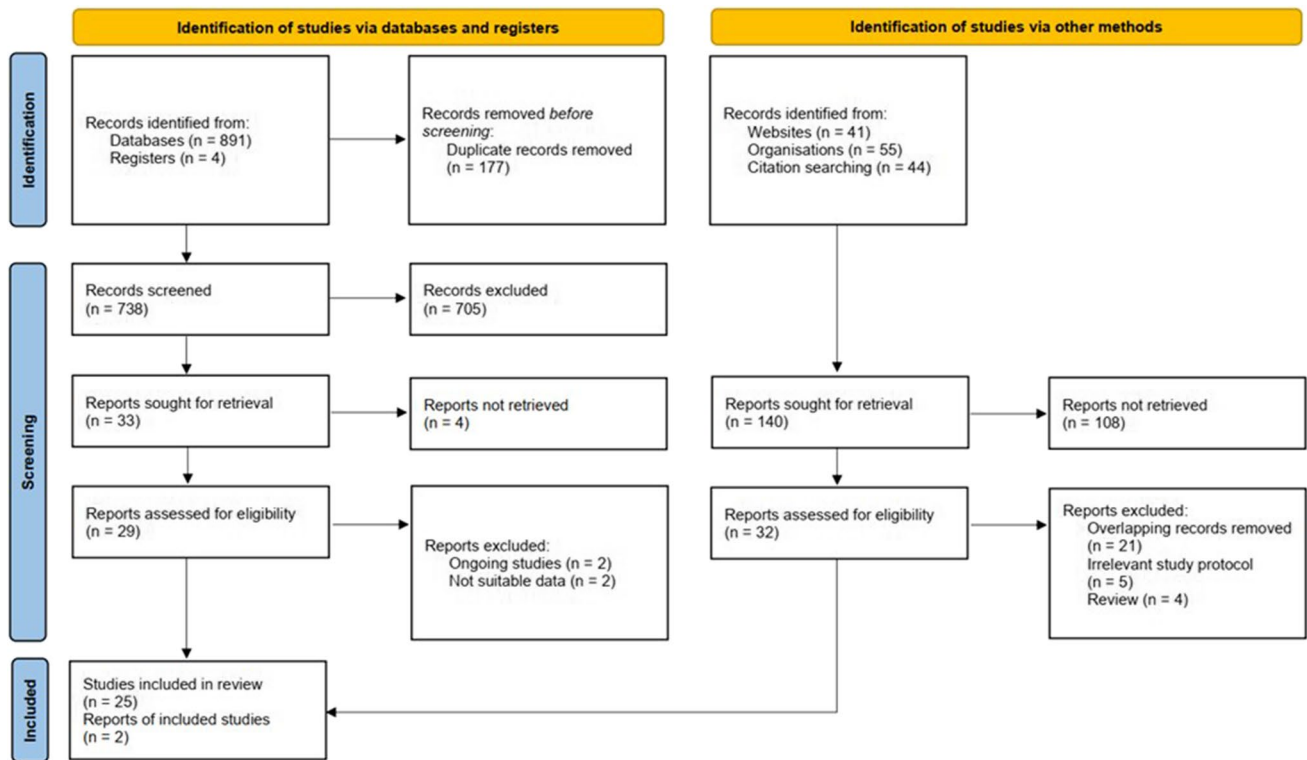 Identification of studies via databases and registers
Identification of studies via other methods
Identification
Records identified from:
Databases (n = 891)
Registers (n = 4)
Records removed before
screening:
Duplicate records removed
(n = 177)
Records identified from:
Websites (n = 41)
Organisations (n = 55)
Citation searching (n = 44)
Screening
Records screened
(n = 738)
Records excluded
(n = 705)
Reports sought for retrieval
(n = 33)
Reports not retrieved
(n = 4)
Reports sought for retrieval
(n = 140)
Reports not retrieved
(n = 108)
Reports assessed for eligibility
(n = 29)
Reports excluded:
Ongoing studies (n = 2)
Not suitable data (n = 2)
Reports assessed for eligibility
(n = 32)
Reports excluded:
Overlapping records removed
(n = 21)
Irrelevant study protocol
(n = 5)
Review (n = 4)
Included
Studies included in review
(n = 25)
Reports of included studies
(n = 2)